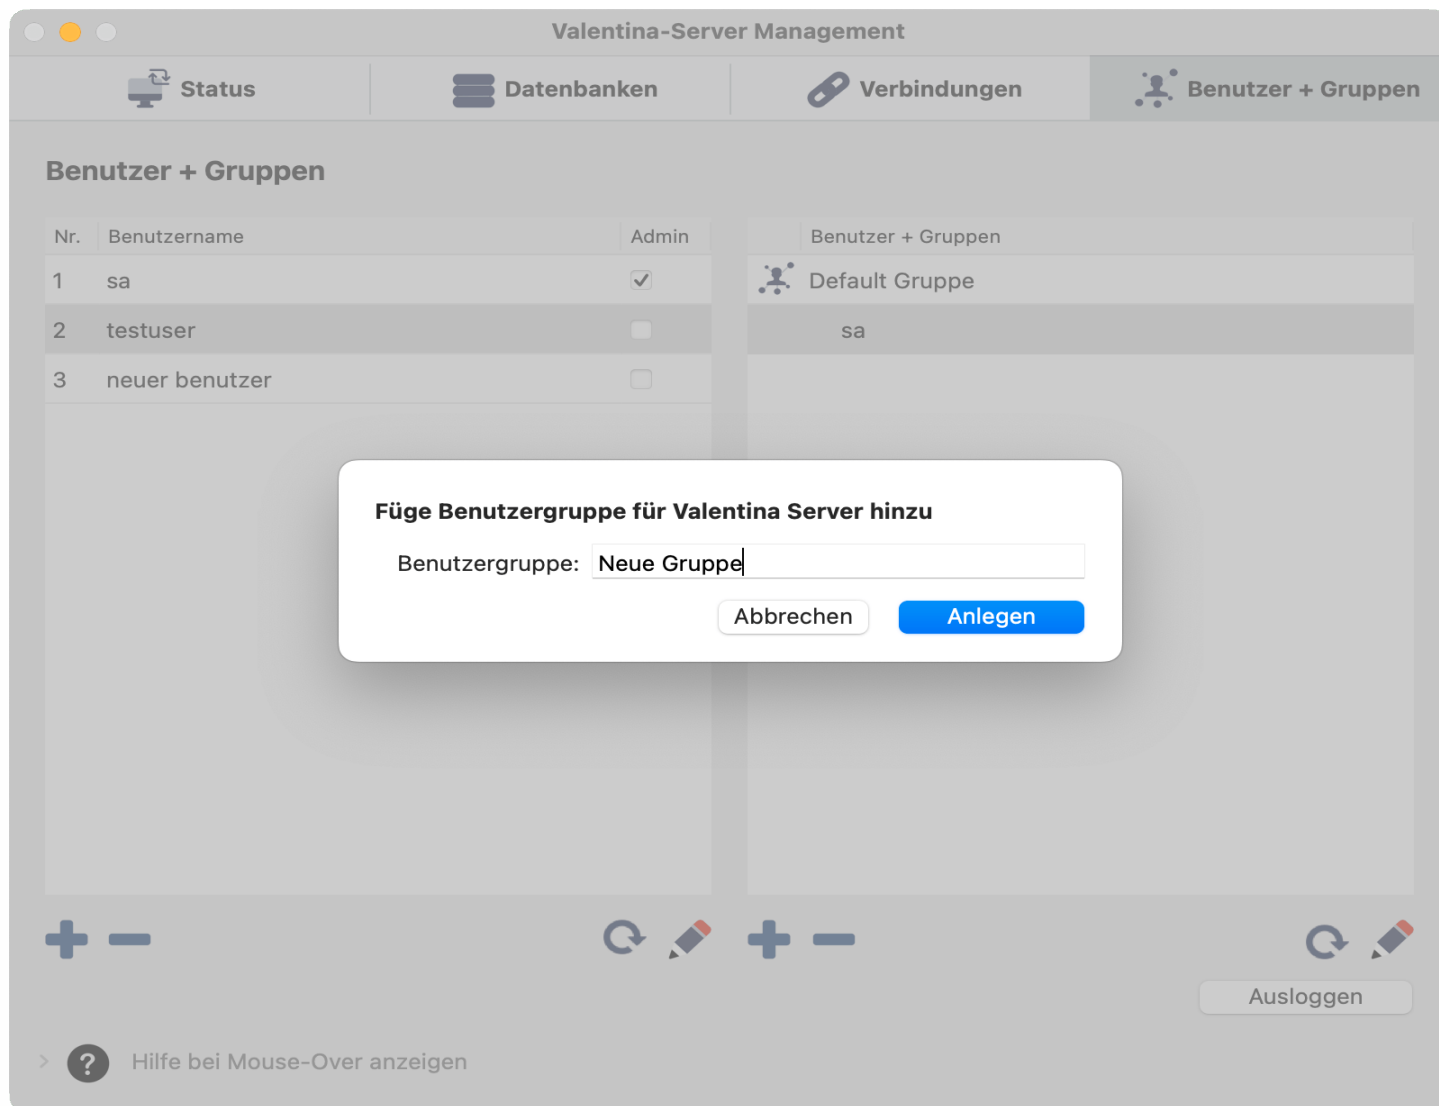 Valentina-Server Management
Status Datenbanken Verbindungen Benutzer + Gruppen
Benutzer + Gruppen
Nr. Benutzername Admin Benutzer + Gruppen
1 sa Default Gruppe
2 testuser sa
3 neuer benutzer
Füge Benutzergruppe für Valentina Server hinzu
Benutzergruppe: Neue Gruppe
Abbrechen Anlegen
Ausloggen
? Hilfe bei Mouse-Over anzeigen